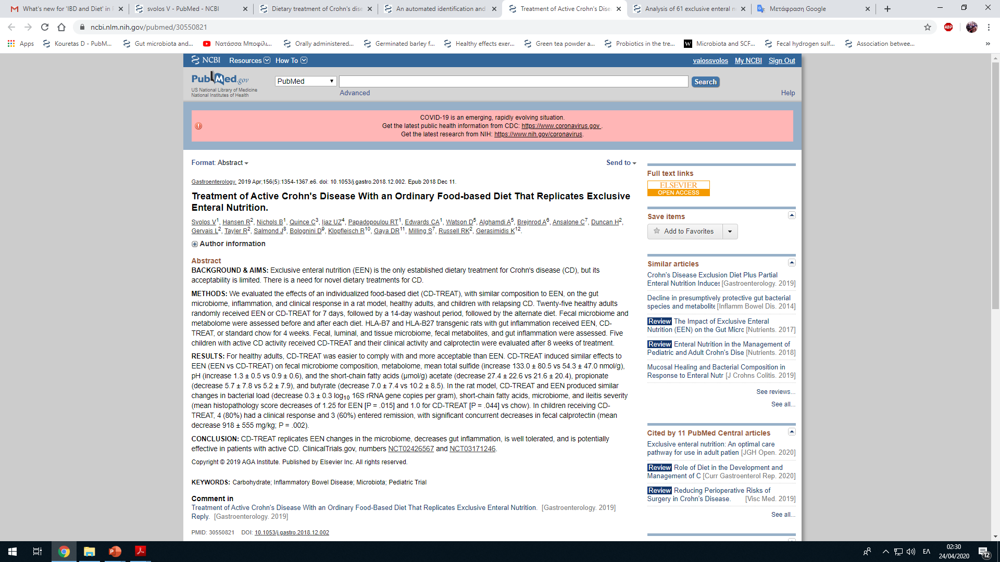 What's new for 'IBD and Diet' in
svolos V - PubMed - NCBI
Dietary treatment of Crohn's dise
An automated identification and
Treatment of Active Crohn's Dise
Analysis of 61 exclusive enteral n
Μετάφραση Google
ncbi.nlm.nih.gov/pubmed/30550821
ABP
Apps
Kouretas D - PubM...
Gut microbiota and...
Νατάσσα Μποφίλι...
Orally administered...
Germinated barley f...
Healthy effects exer...
Green tea powder a...
Probiotics in the tre...
W Microbiota and SCF...
Fecal hydrogen sulf...
Association betwee...
»
NCBI Resources How To
vaiossvolos My NCBI Sign Out
PubMed.gov
US National Library of Medicine
National Institutes of Health
PubMed
Search
Advanced
Help
COVID-19 is an emerging, rapidly evolving situation.
Get the latest public health information from CDC: https://www.coronavirus.gov .
Get the latest research from NIH: https://www.nih.gov/coronavirus.
Format: Abstract
Send to
Gastroenterology. 2019 Apr;156(5):1354-1367.e6. doi: 10.1053/j.gastro.2018.12.002. Epub 2018 Dec 11.
Treatment of Active Crohn's Disease With an Ordinary Food-based Diet That Replicates Exclusive
Enteral Nutrition.
Svolos V1, Hansen R2, Nichols B1, Quince C3, Ijaz UZ4, Papadopoulou RT1, Edwards CA1, Watson D5, Alghamdi A5, Brejnrod A6, Ansalone C7, Duncan H2,
Gervais L2, Tayler R2, Salmond J8, Bolognini D9, Klopfleisch R10, Gaya DR11, Milling S7, Russell RK2, Gerasimidis K12.
Author information
Abstract
BACKGROUND & AIMS: Exclusive enteral nutrition (EEN) is the only established dietary treatment for Crohn's disease (CD), but its
acceptability is limited. There is a need for novel dietary treatments for CD.
METHODS: We evaluated the effects of an individualized food-based diet (CD-TREAT), with similar composition to EEN, on the gut
microbiome, inflammation, and clinical response in a rat model, healthy adults, and children with relapsing CD. Twenty-five healthy adults
randomly received EEN or CD-TREAT for 7 days, followed by a 14-day washout period, followed by the alternate diet. Fecal microbiome and
metabolome were assessed before and after each diet. HLA-B7 and HLA-B27 transgenic rats with gut inflammation received EEN, CD-
TREAT, or standard chow for 4 weeks. Fecal, luminal, and tissue microbiome, fecal metabolites, and gut inflammation were assessed. Five
children with active CD activity received CD-TREAT and their clinical activity and calprotectin were evaluated after 8 weeks of treatment.
RESULTS: For healthy adults, CD-TREAT was easier to comply with and more acceptable than EEN. CD-TREAT induced similar effects to
EEN (EEN vs CD-TREAT) on fecal microbiome composition, metabolome, mean total sulfide (increase 133.0 ± 80.5 vs 54.3 ± 47.0 nmol/g),
pH (increase 1.3 ± 0.5 vs 0.9 ± 0.6), and the short-chain fatty acids (μmol/g) acetate (decrease 27.4 ± 22.6 vs 21.6 ± 20.4), propionate
(decrease 5.7 ± 7.8 vs 5.2 ± 7.9), and butyrate (decrease 7.0 ± 7.4 vs 10.2 ± 8.5). In the rat model, CD-TREAT and EEN produced similar
changes in bacterial load (decrease 0.3 ± 0.3 log10 16S rRNA gene copies per gram), short-chain fatty acids, microbiome, and ileitis severity
(mean histopathology score decreases of 1.25 for EEN [P = .015] and 1.0 for CD-TREAT [P = .044] vs chow). In children receiving CD-
TREAT, 4 (80%) had a clinical response and 3 (60%) entered remission, with significant concurrent decreases in fecal calprotectin (mean
decrease 918 ± 555 mg/kg; P = .002).
CONCLUSION: CD-TREAT replicates EEN changes in the microbiome, decreases gut inflammation, is well tolerated, and is potentially
effective in patients with active CD. ClinicalTrials.gov, numbers NCT02426567 and NCT03171246.
Copyright © 2019 AGA Institute. Published by Elsevier Inc. All rights reserved.
KEYWORDS: Carbohydrate; Inflammatory Bowel Disease; Microbiota; Pediatric Trial
Comment in
Treatment of Active Crohn's Disease With an Ordinary Food-Based Diet That Replicates Exclusive Enteral Nutrition. [Gastroenterology. 2019]
Reply. [Gastroenterology. 2019]
PMID: 30550821 DOI: 10.1053/j.gastro.2018.12.002
Full text links
ELSEVIER
OPEN ACCESS
Save items
Add to Favorites
Similar articles
Crohn's Disease Exclusion Diet Plus Partial
Enteral Nutrition Induces [Gastroenterology. 2019]
Decline in presumptively protective gut bacterial
species and metabolite [Inflamm Bowel Dis. 2014]
Review The Impact of Exclusive Enteral
Nutrition (EEN) on the Gut Micro [Nutrients. 2017]
Review Enteral Nutrition in the Management of
Pediatric and Adult Crohn's Dise [Nutrients. 2018]
Mucosal Healing and Bacterial Composition in
Response to Enteral Nutr [J Crohns Colitis. 2019]
See reviews...
See all...
Cited by 11 PubMed Central articles
Exclusive enteral nutrition: An optimal care
pathway for use in adult patien [JGH Open. 2020]
Review Role of Diet in the Development and
Management of C [Curr Gastroenterol Rep. 2020]
Review Reducing Perioperative Risks of
Surgery in Crohn's Disease. [Visc Med. 2019]
See all...
ΕΛ
02:30
24/04/2020
12